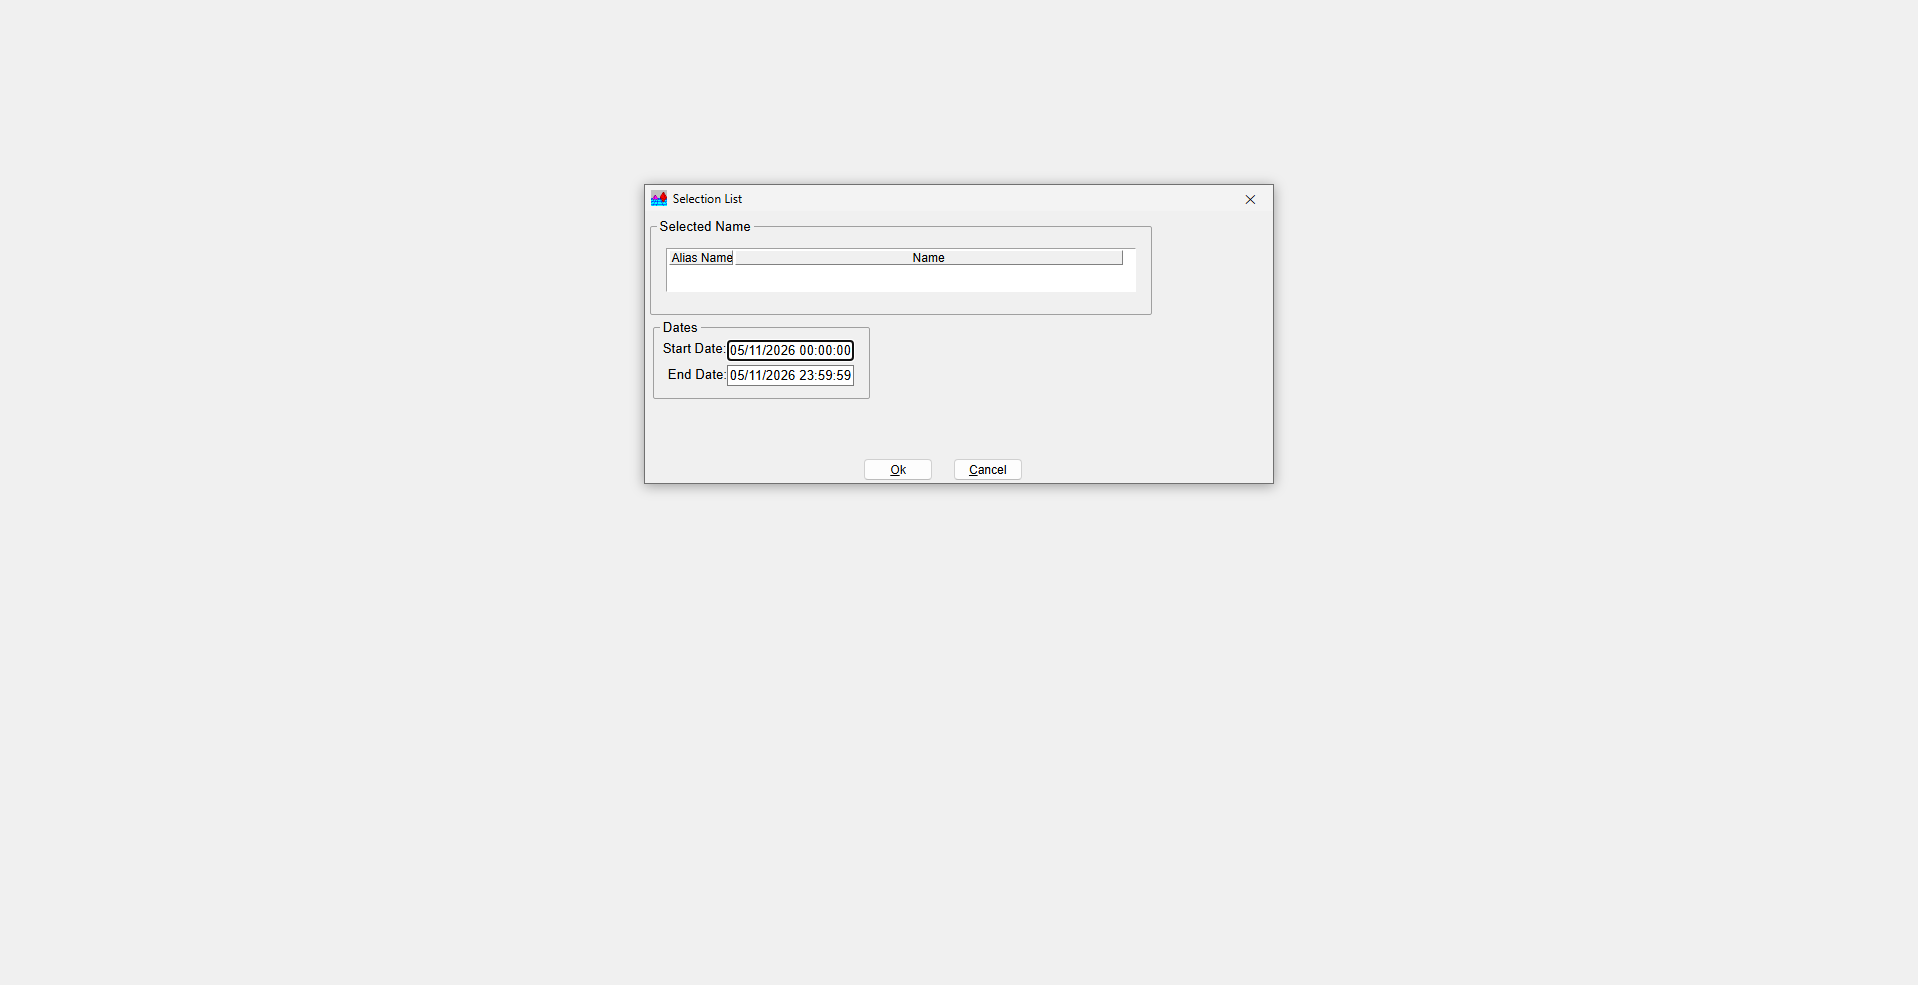 Selection List
Selected Name
Alias Name Name
Dates
Start Date: 05/11/2026 00:00:00
End Date: 05/11/2026 23:59:59
Ok Cancel